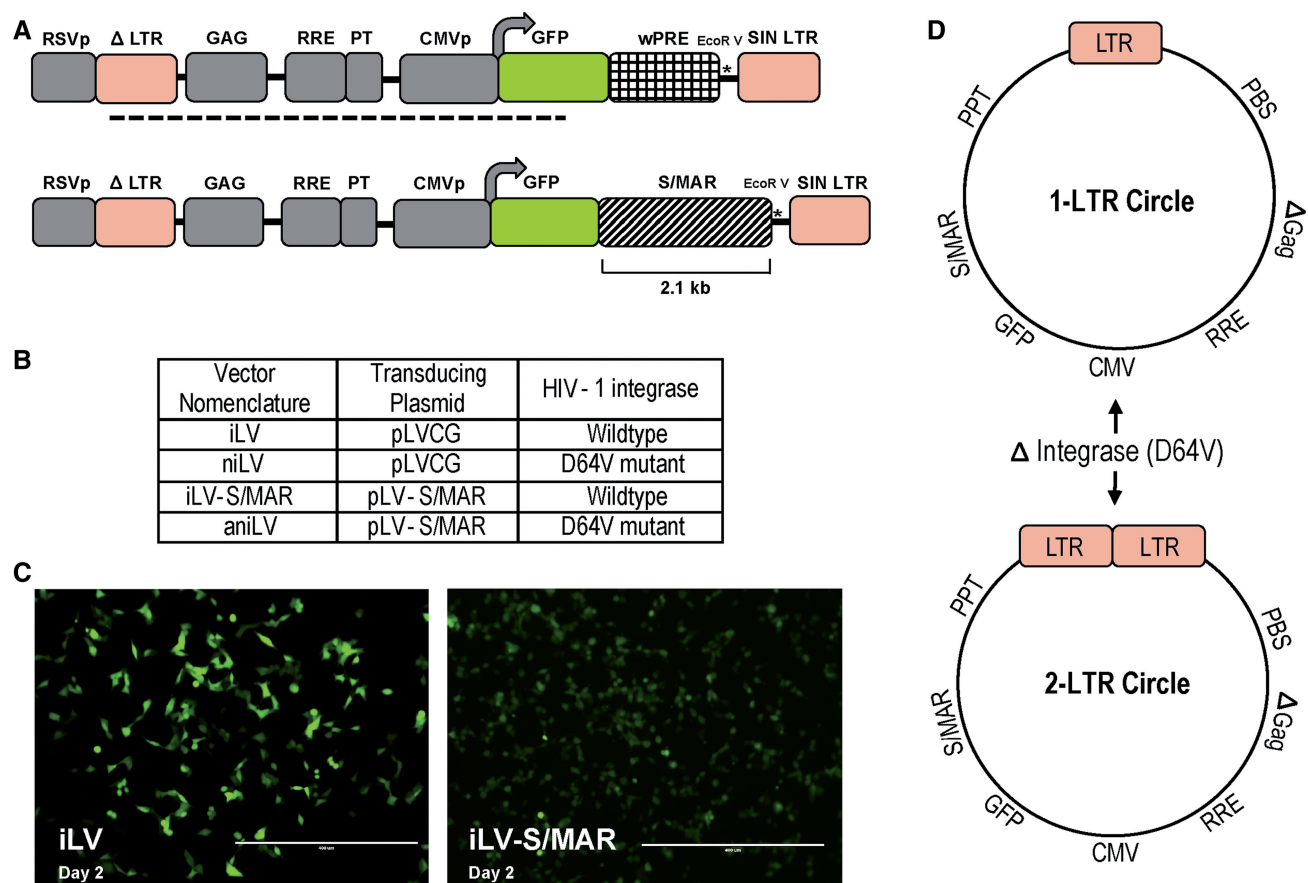 A
RSVp Δ LTR GAG RRE PT CMVp GFP wPRE EcoR V SIN LTR
*
RSVp Δ LTR GAG RRE PT CMVp GFP S/MAR EcoR V SIN LTR
*
2.1 kb
B
Vector Nomenclature Transducing Plasmid HIV - 1 integrase
iLV pLVCG Wildtype
niLV pLVCG D64V mutant
iLV- S/MAR pLV - S/MAR Wildtype
aniLV pLV - S/MAR D64V mutant
C
iLV
400 um
Day 2
iLV-S/MAR
400 um
Day 2
D
LTR
PBS
ΔGag
RRE
CMV
GFP
S/MAR
PPT
1-LTR Circle
Δ Integrase (D64V)
LTR LTR
PBS
ΔGag
RRE
CMV
GFP
S/MAR
PPT
2-LTR Circle